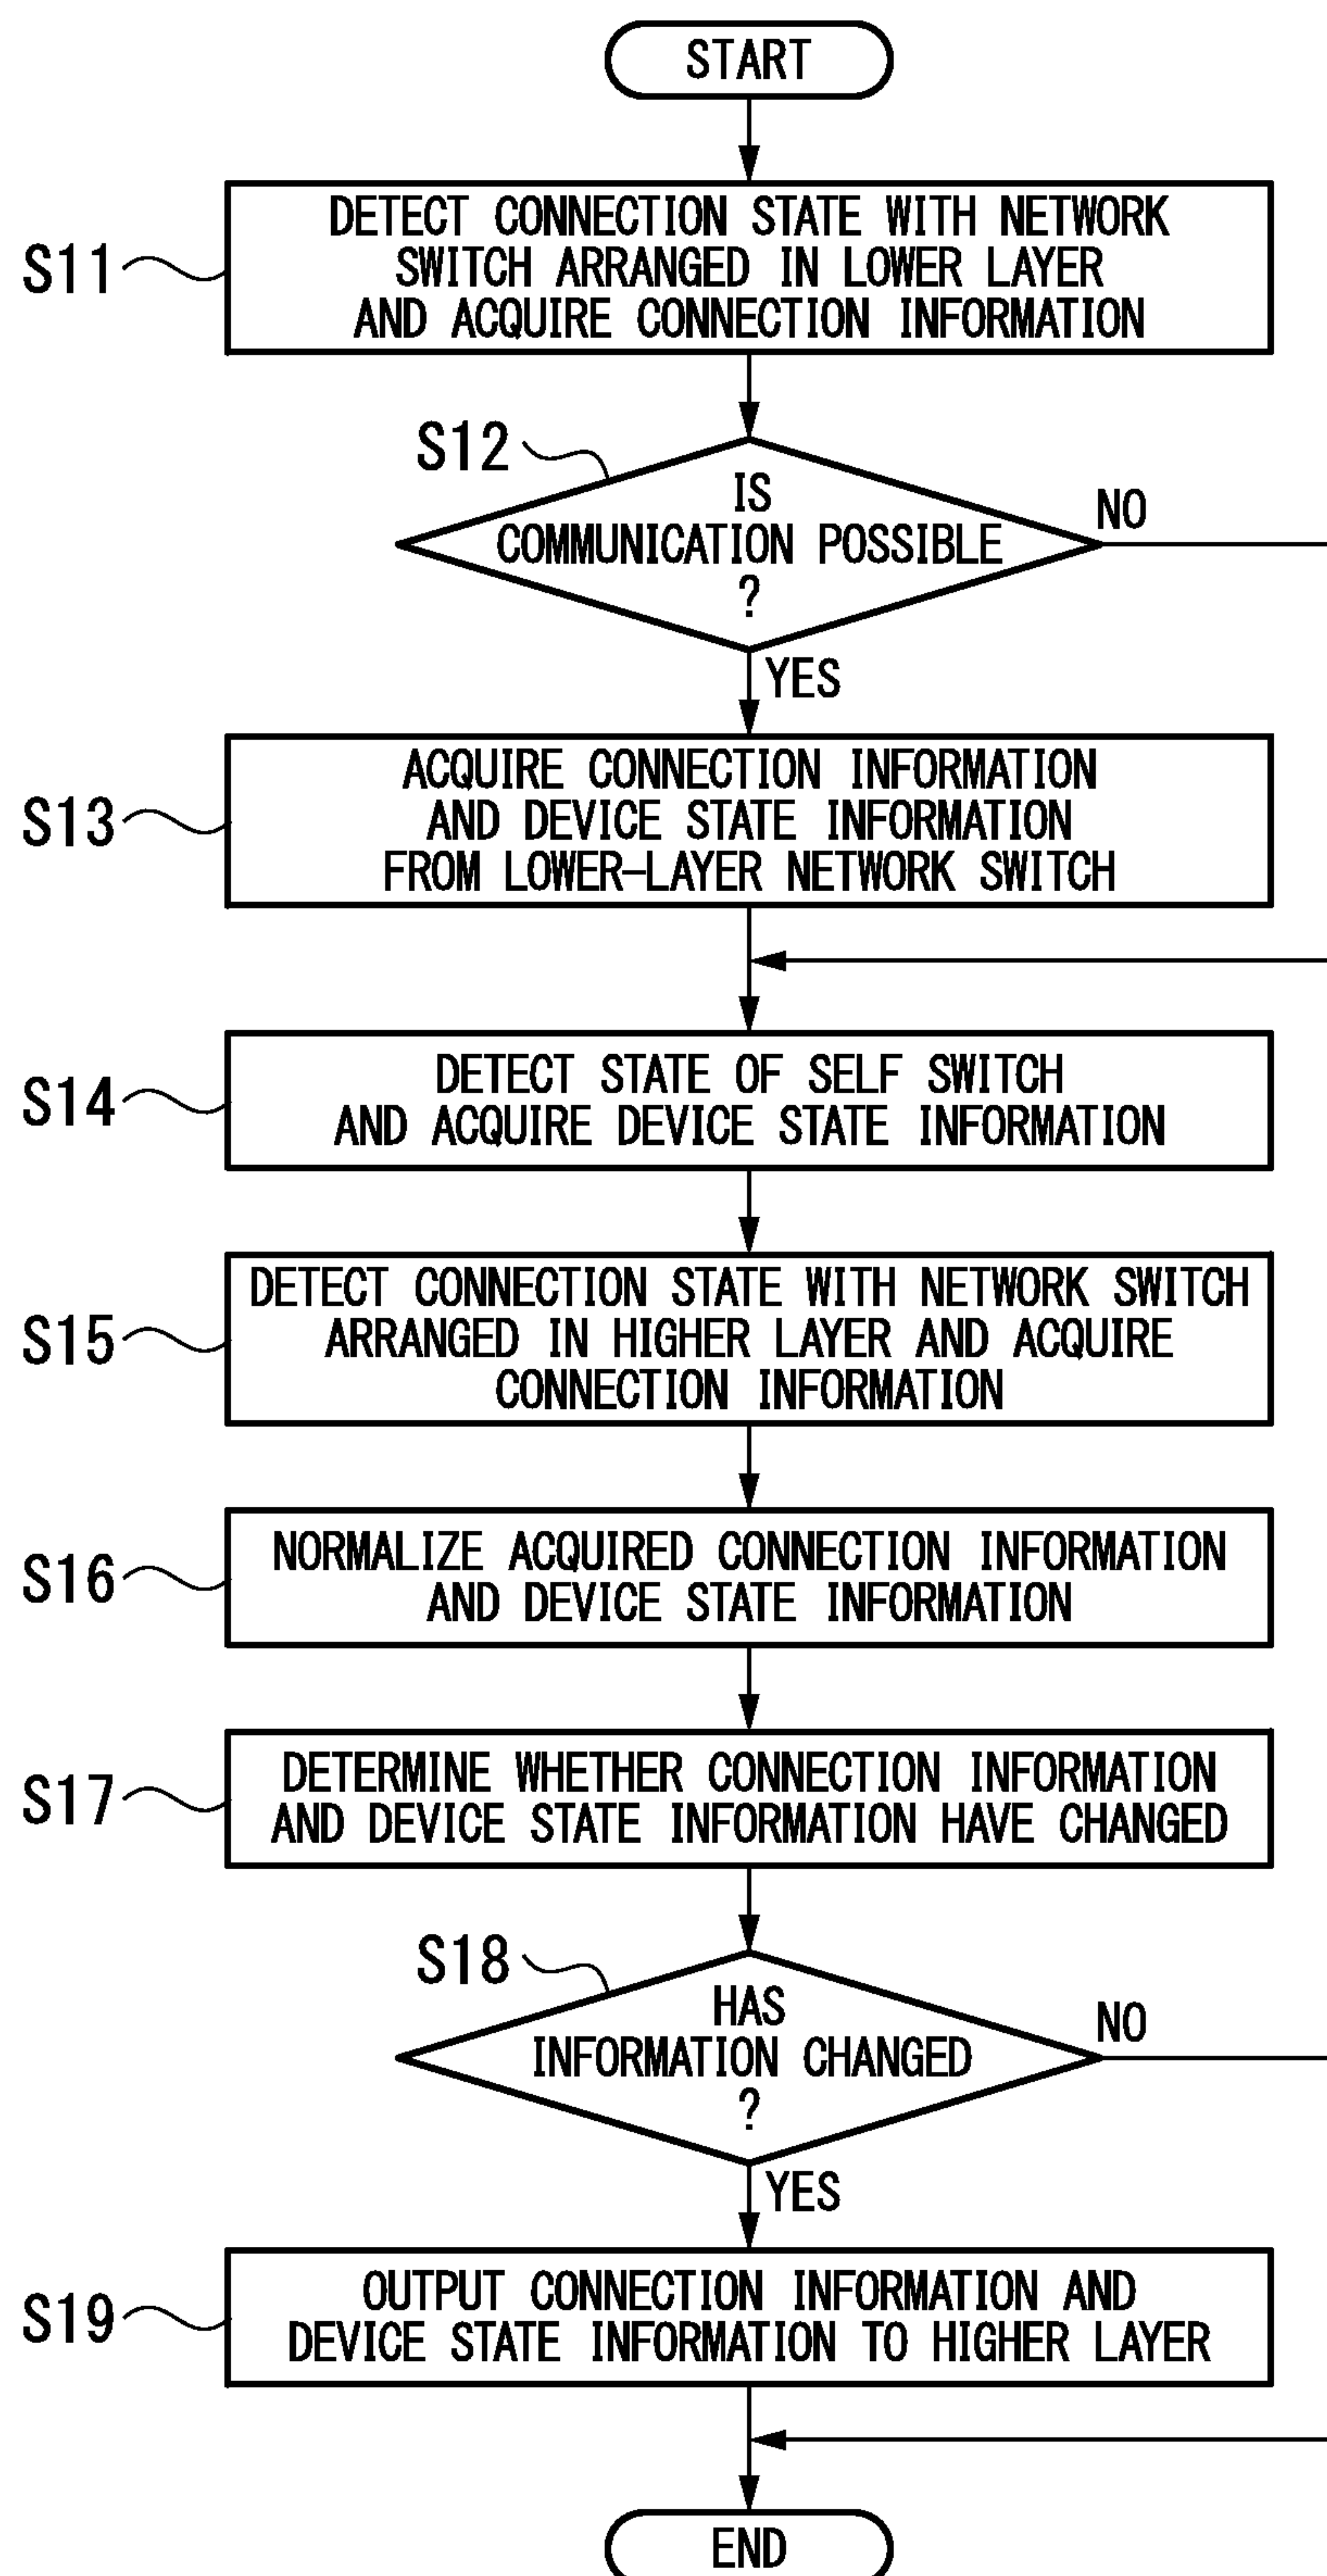 START
S11
DETECT CONNECTION STATE WITH NETWORK
SWITCH ARRANGED IN LOWER LAYER
AND ACQUIRE CONNECTION INFORMATION
S12
IS
COMMUNICATION POSSIBLE
?
NO
YES
S13
ACQUIRE CONNECTION INFORMATION
AND DEVICE STATE INFORMATION
FROM LOWER-LAYER NETWORK SWITCH
S14
DETECT STATE OF SELF SWITCH
AND ACQUIRE DEVICE STATE INFORMATION
S15
DETECT CONNECTION STATE WITH NETWORK SWITCH
ARRANGED IN HIGHER LAYER AND ACQUIRE
CONNECTION INFORMATION
S16
NORMALIZE ACQUIRED CONNECTION INFORMATION
AND DEVICE STATE INFORMATION
S17
DETERMINE WHETHER CONNECTION INFORMATION
AND DEVICE STATE INFORMATION HAVE CHANGED
S18
HAS
INFORMATION CHANGED
?
NO
YES
S19
OUTPUT CONNECTION INFORMATION AND
DEVICE STATE INFORMATION TO HIGHER LAYER
END